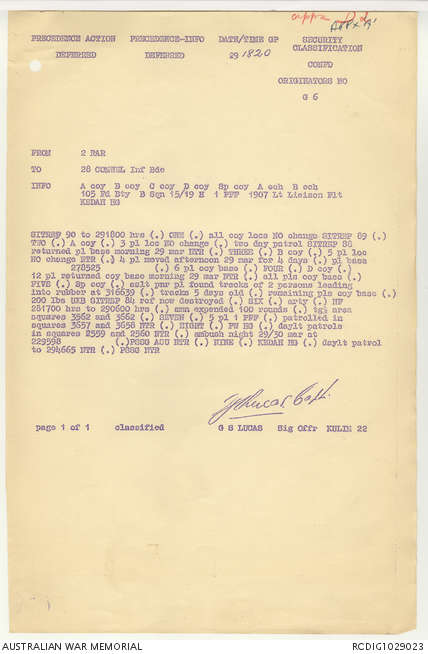 appx
Appx 'B'
PRECEDENCE ACTION PRECEDENCE-INFO DATE/TIME GP SECURITY
CLASSIFICATION
DEFERRED DEFERRED 291820
CONFD
ORIGINATORS NO
G 6
FROM 2 RAR
TO 28 COMWEL Inf Bde
INFO A coy B coy C coy D coy Sp coy A ech B ech
105 Fd Bty B Sqn 15/19 H 1 PFF 1907 Lt Liaison Flt
KEDAH HQ
SITREP 90 to 291800 hrs (.) ONE (.) all coy locs NO change SITREP 89 (.)
TWO (.) A coy (.) 3 pl loc NO change (.) two day patrol SITREP 88
returned pl base morning 29 mar NTR (.) THREE (.) B coy (.) 5 pl loc
NO change NTR (.) 4 pl moved afternoon 29 mar for 4 days (.) pl base
278525 (.) 6 pl coy base (.) FOUR (.) D coy (.)
12 pl returned coy base morning 29 mar NTR (.) all pls coy base (.)
FIVE (.) Sp coy (.) aslt pnr pl found tracks of 2 persons leading
into rubber at 316639 (.) tracks 5 days old (.) remaining pls coy base (.)
200 lbs UXB SITREP 84 ref now destroyed (.) SIX (.) arty (.) HF
281700 hrs to 290600 hrs (.) amn expended 100 rounds (.) tgts area
squares 3562 and 3662 (.) SEVEN (.) 5 pl 1 PFF (.) patrolled in
squares 3657 and 3658 NTR (.) EIGHT (.) PW HQ (.) daylt patrols
in squares 2559 and 2560 NTR (.) ambush night 29/30 mar at
229598 (.)PSSG AOU NTR (.) NINE (.) KEDAH HQ (.) daylt patrol
to 294665 NTR (.) PSSG NTR
G S Lucas Capt.
page 1 of 1 classified G S LUCAS Sig Offr KULIM 22
AUSTRALIAN WAR MEMORIAL RCDIG1029023